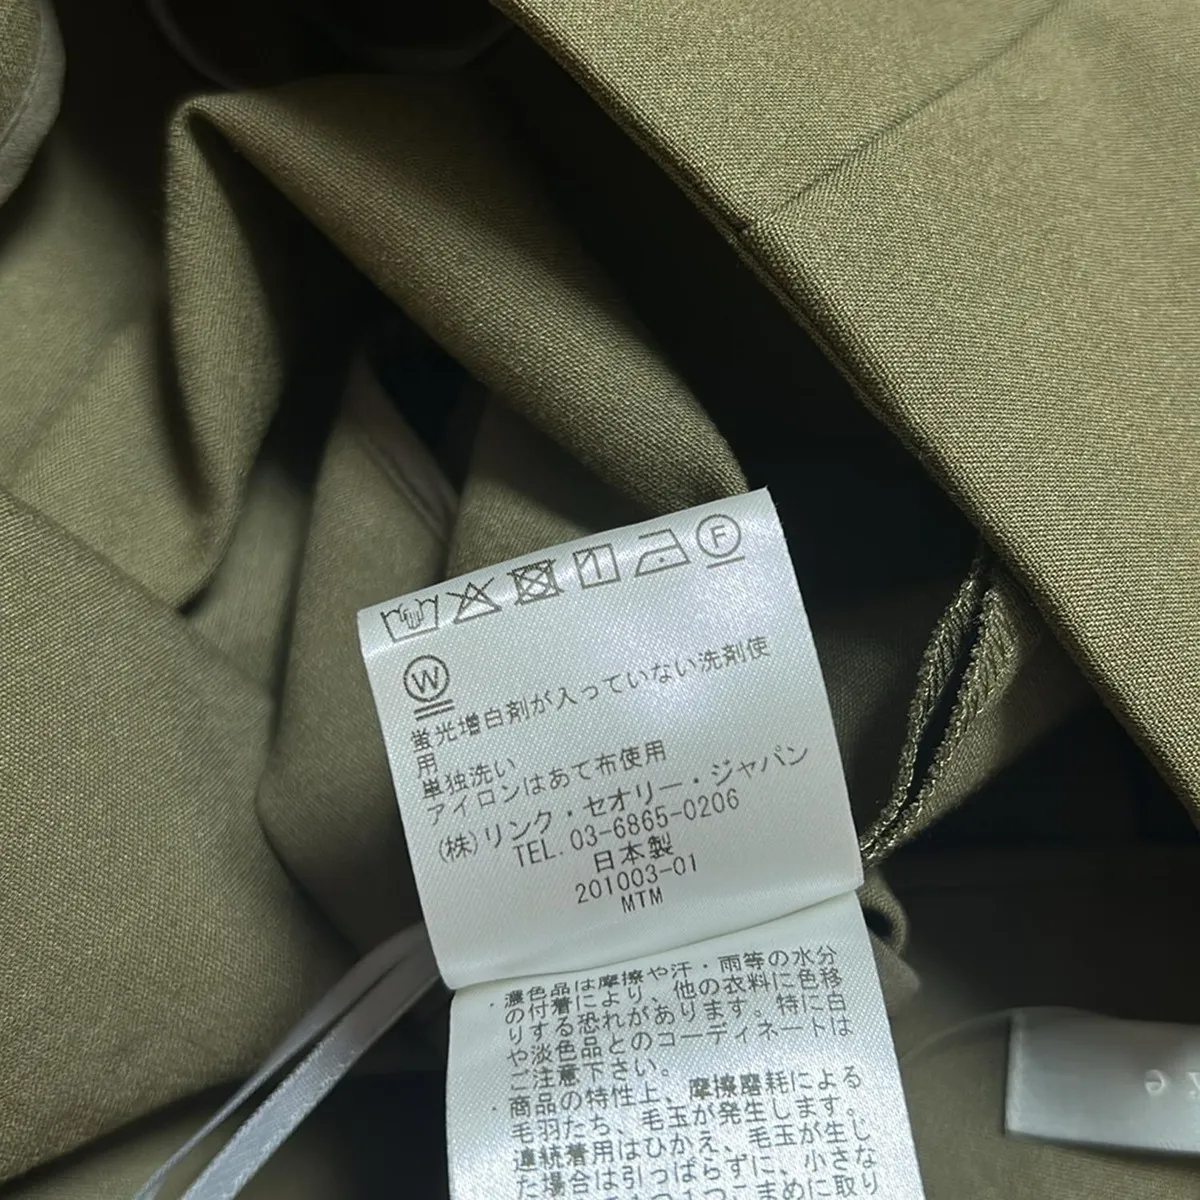 F
W
蛍光増白剤が入っていない洗剤使
用
単独洗い
アイロンはあて布使用
(株)リンク・セオリー・ジャパン
TEL. 03-6865-0206
日本製
201003-01
MTM
・濃色品は摩擦や汗・雨等の水分
の付着により、他の衣料に色移
りする恐れがあります。特に白
や淡色品とのコーディネートは
ご注意下さい。
・商品の特性上、摩擦磨耗による
毛羽たち、毛玉が発生します。
連続着用はひかえ、毛玉が生じ
た場合は引っぱらずに、小さな